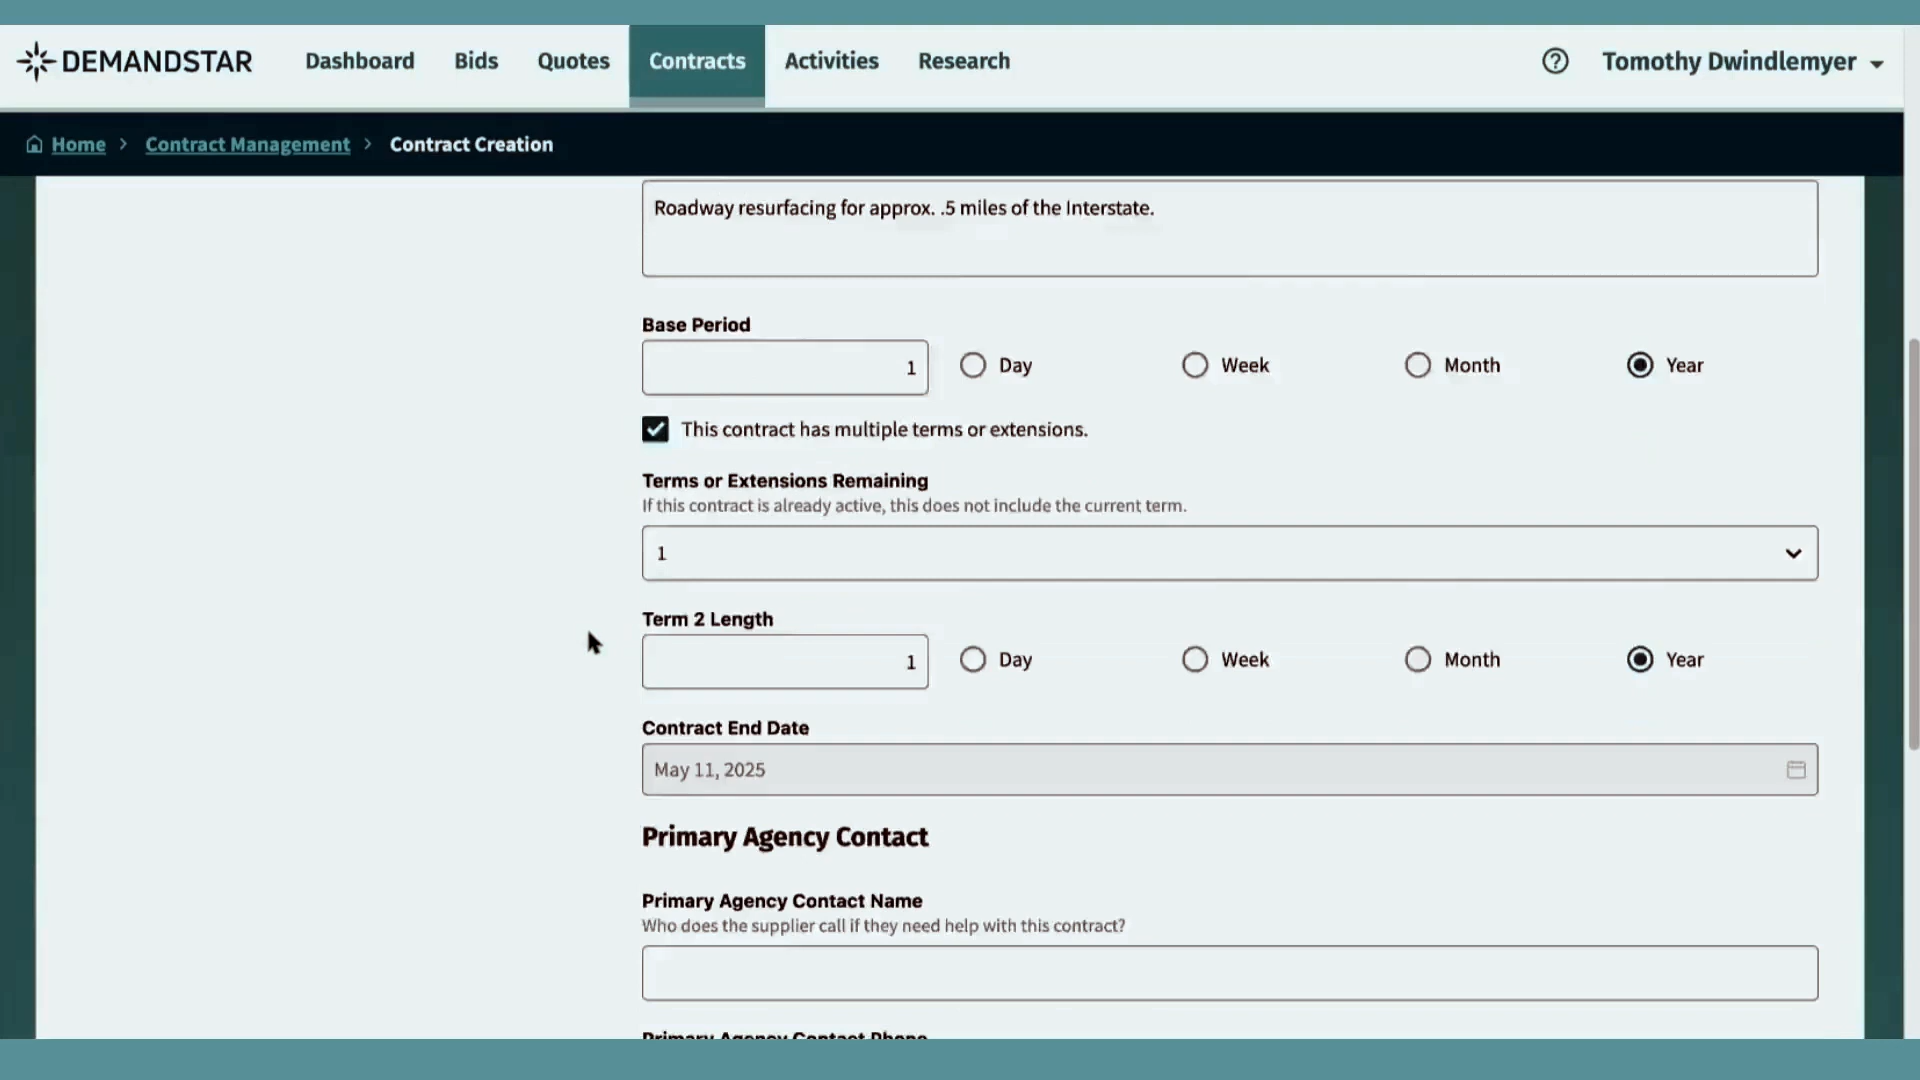 DEMANDSTAR Dashboard Bids Quotes Contracts Activities Research Tomothy Dwindlemyer
Home > Contract Management > Contract Creation
Roadway resurfacing for approx. .5 miles of the Interstate.
Base Period
1 Day Week Month Year
This contract has multiple terms or extensions.
Terms or Extensions Remaining
If this contract is already active, this does not include the current term.
1
Term 2 Length
1 Day Week Month Year
Contract End Date
May 11, 2025
Primary Agency Contact
Primary Agency Contact Name
Who does the supplier call if they need help with this contract?
Primary Agency Contact Phone